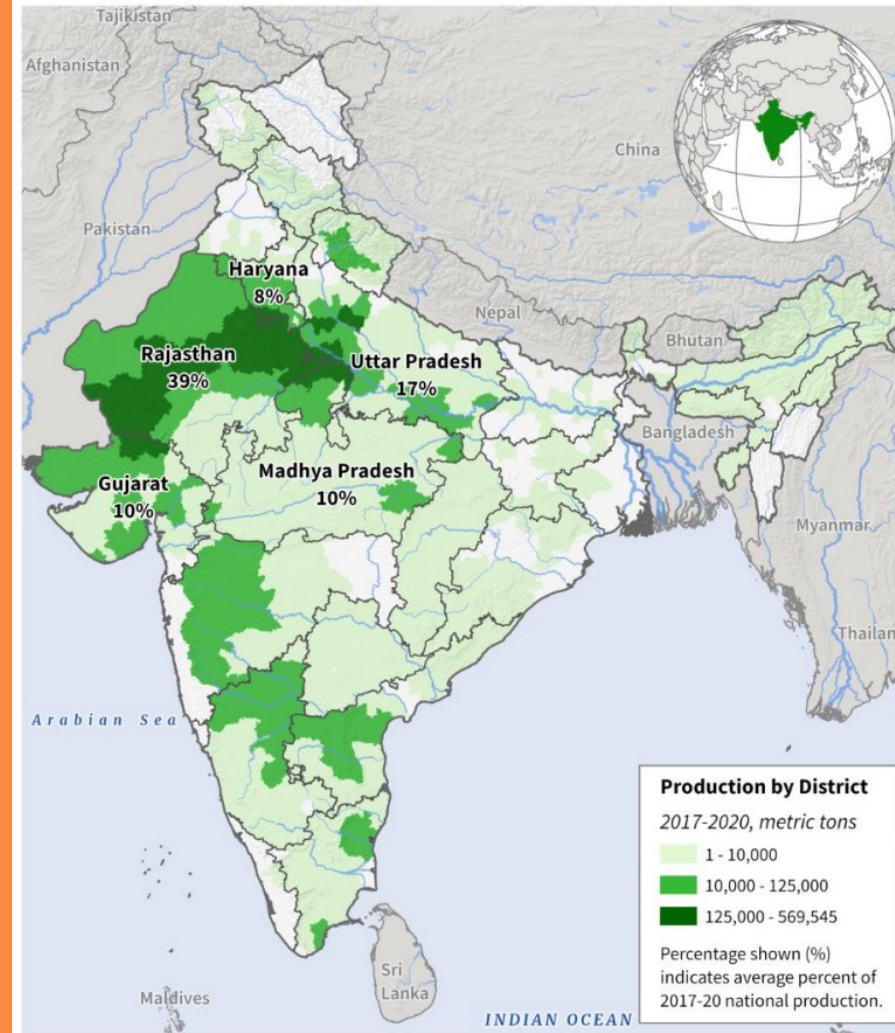 Tajikistan
Afghanistan
China
Pakistan
Haryana
8%
Nepal
Bhutan
Rajasthan
39%
Uttar Pradesh
17%
Bangladesh
Madhya Pradesh
10%
Gujarat
10%
Myanmar
Thailan
Arabian Sea
Production by District
2017-2020, metric tons
1 - 10,000
10,000 - 125,000
125,000 - 569,545
Percentage shown (%)
indicates average percent of
2017-20 national production.
Sri
Lanka
Maldives
INDIAN OCEAN